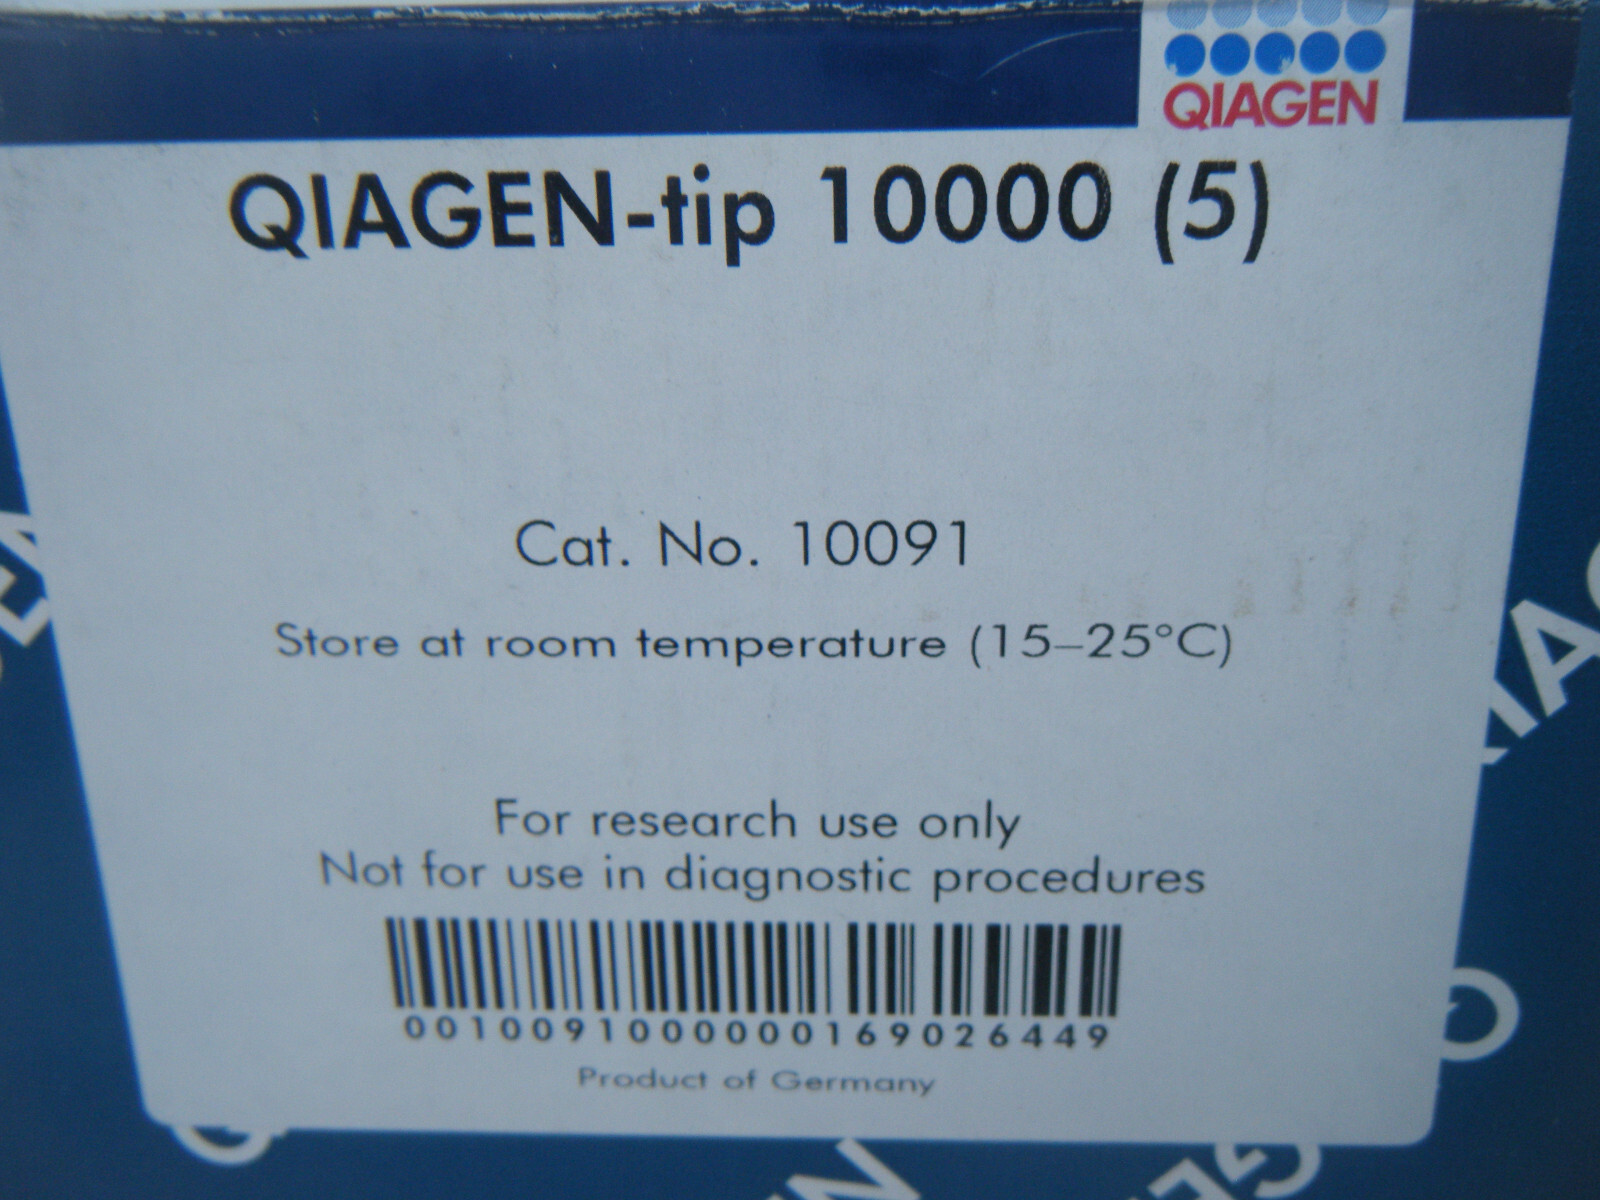 QIAGEN
QIAGEN-tip 10000 (5)
Cat. No. 10091
Store at room temperature (15–25°C)
For research use only
Not for use in diagnostic procedures
0010091000000169026449
Product of Germany